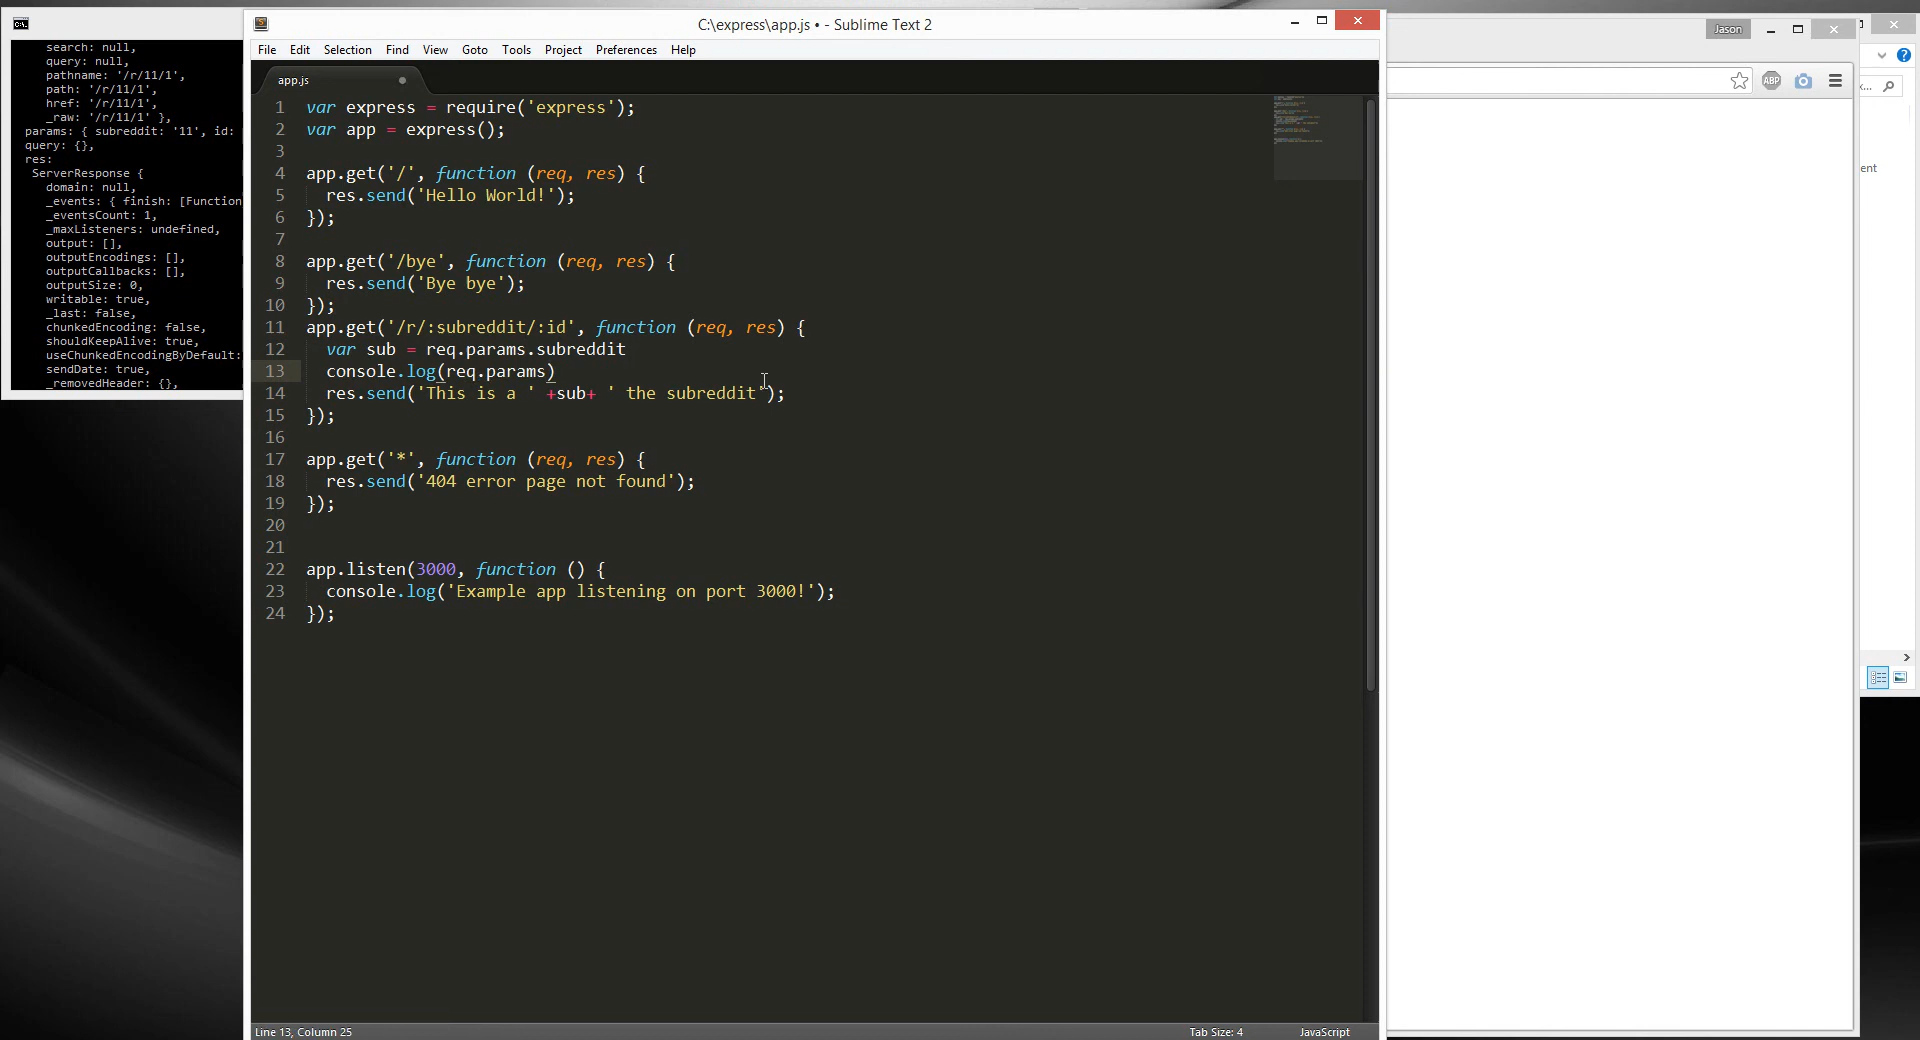 C:\.
search: null,
query: null,
pathname: '/r/11/1',
path: '/r/11/1',
href: '/r/11/1',
_raw: '/r/11/1' },
params: { subreddit: '11', id:
query: {},
res:
ServerResponse {
domain: null,
_events: { finish: [Function
_eventsCount: 1,
_maxListeners: undefined,
output: [],
outputEncodings: [],
outputCallbacks: [],
outputSize: 0,
writable: true,
_last: false,
chunkedEncoding: false,
shouldKeepAlive: true,
useChunkedEncodingByDefault:
sendDate: true,
_removedHeader: {},
C:\express\app.js • - Sublime Text 2
File Edit Selection Find View Goto Tools Project Preferences Help
app.js
1 var express = require('express');
2 var app = express();
3
4 app.get('/', function (req, res) {
5 res.send('Hello World!');
6 });
7
8 app.get('/bye', function (req, res) {
9 res.send('Bye bye');
10 });
11 app.get('/r/:subreddit/:id', function (req, res) {
12 var sub = req.params.subreddit
13 console.log(req.params)
14 res.send('This is a ' +sub+ ' the subreddit');
15 });
16
17 app.get('*', function (req, res) {
18 res.send('404 error page not found');
19 });
20
21
22 app.listen(3000, function () {
23 console.log('Example app listening on port 3000!');
24 });
Line 13, Column 25
Tab Size: 4
JavaScript
Jason
ABP
?
x...
ent